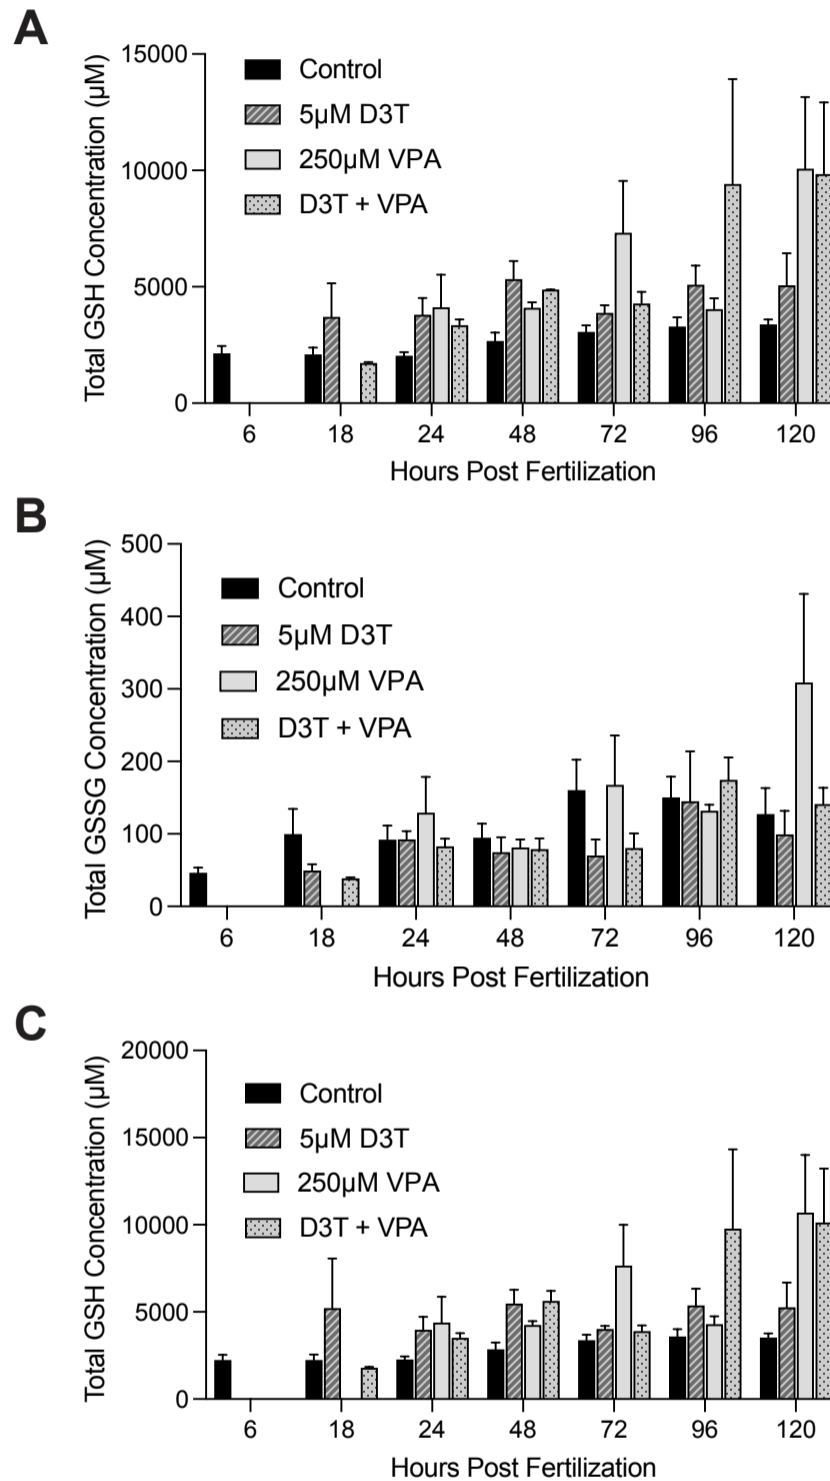 A
Total GSH Concentration (µM)
15000
10000
5000
0
Control
5µM D3T
250µM VPA
D3T + VPA
6 18 24 48 72 96 120
Hours Post Fertilization
B
Total GSSG Concentration (µM)
500
400
300
200
100
0
Control
5µM D3T
250µM VPA
D3T + VPA
6 18 24 48 72 96 120
Hours Post Fertilization
C
Total GSH Concentration (µM)
20000
15000
10000
5000
0
Control
5µM D3T
250µM VPA
D3T + VPA
6 18 24 48 72 96 120
Hours Post Fertilization